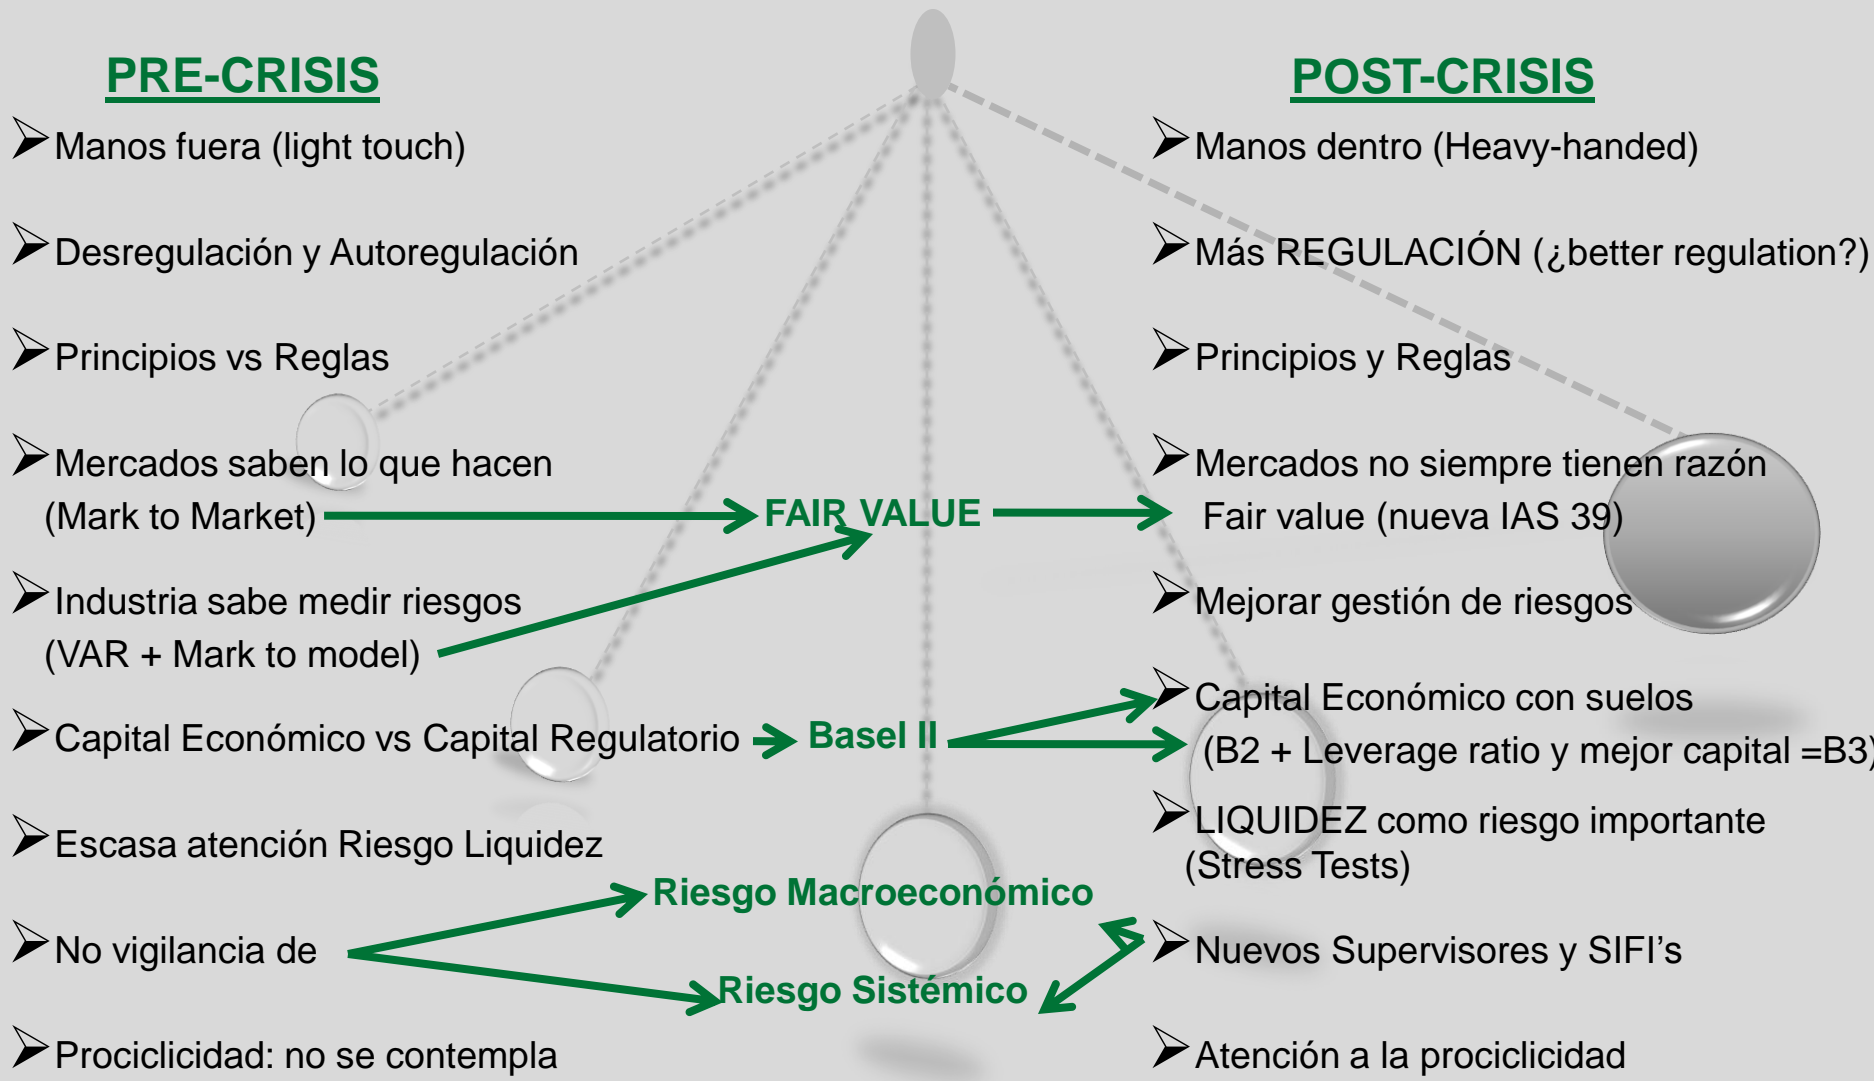 PRE-CRISIS
Manos fuera (light touch)
Desregulación y Autoregulación
Principios vs Reglas
Mercados saben lo que hacen
(Mark to Market)
Industria sabe medir riesgos
(VAR + Mark to model)
Capital Económico vs Capital Regulatorio
Escasa atención Riesgo Liquidez
No vigilancia de
Prociclicidad: no se contempla
FAIR VALUE
Basel II
Riesgo Macroeconómico
Riesgo Sistémico
POST-CRISIS
Manos dentro (Heavy-handed)
Más REGULACIÓN (¿better regulation?)
Principios y Reglas
Mercados no siempre tienen razón
Fair value (nueva IAS 39)
Mejorar gestión de riesgos
Capital Económico con suelos
(B2 + Leverage ratio y mejor capital =B3)
LIQUIDEZ como riesgo importante
(Stress Tests)
Nuevos Supervisores y SIFI's
Atención a la prociclicidad